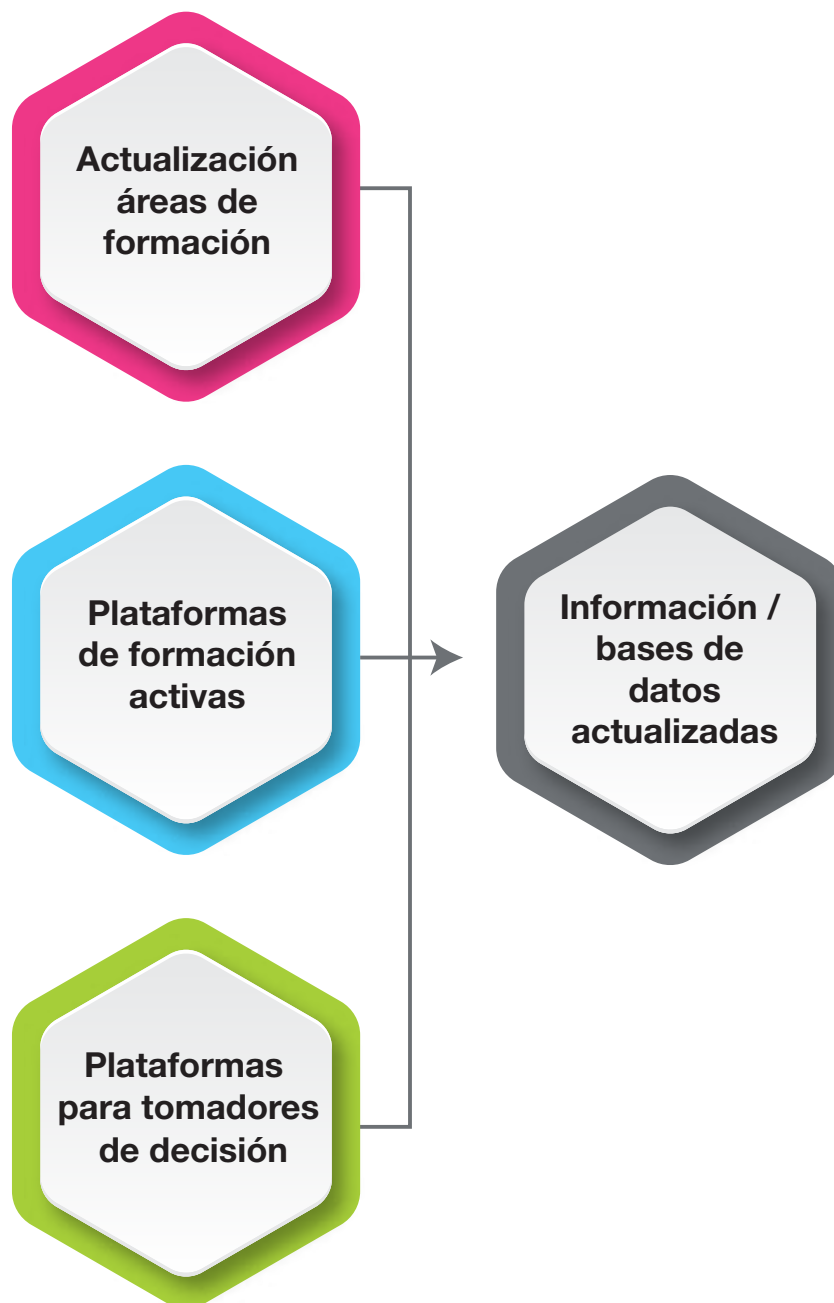 Actualización
áreas de
formación
Plataformas
de formación
activas
Información /
bases de
datos
actualizadas
Plataformas
para tomadores
de decisión